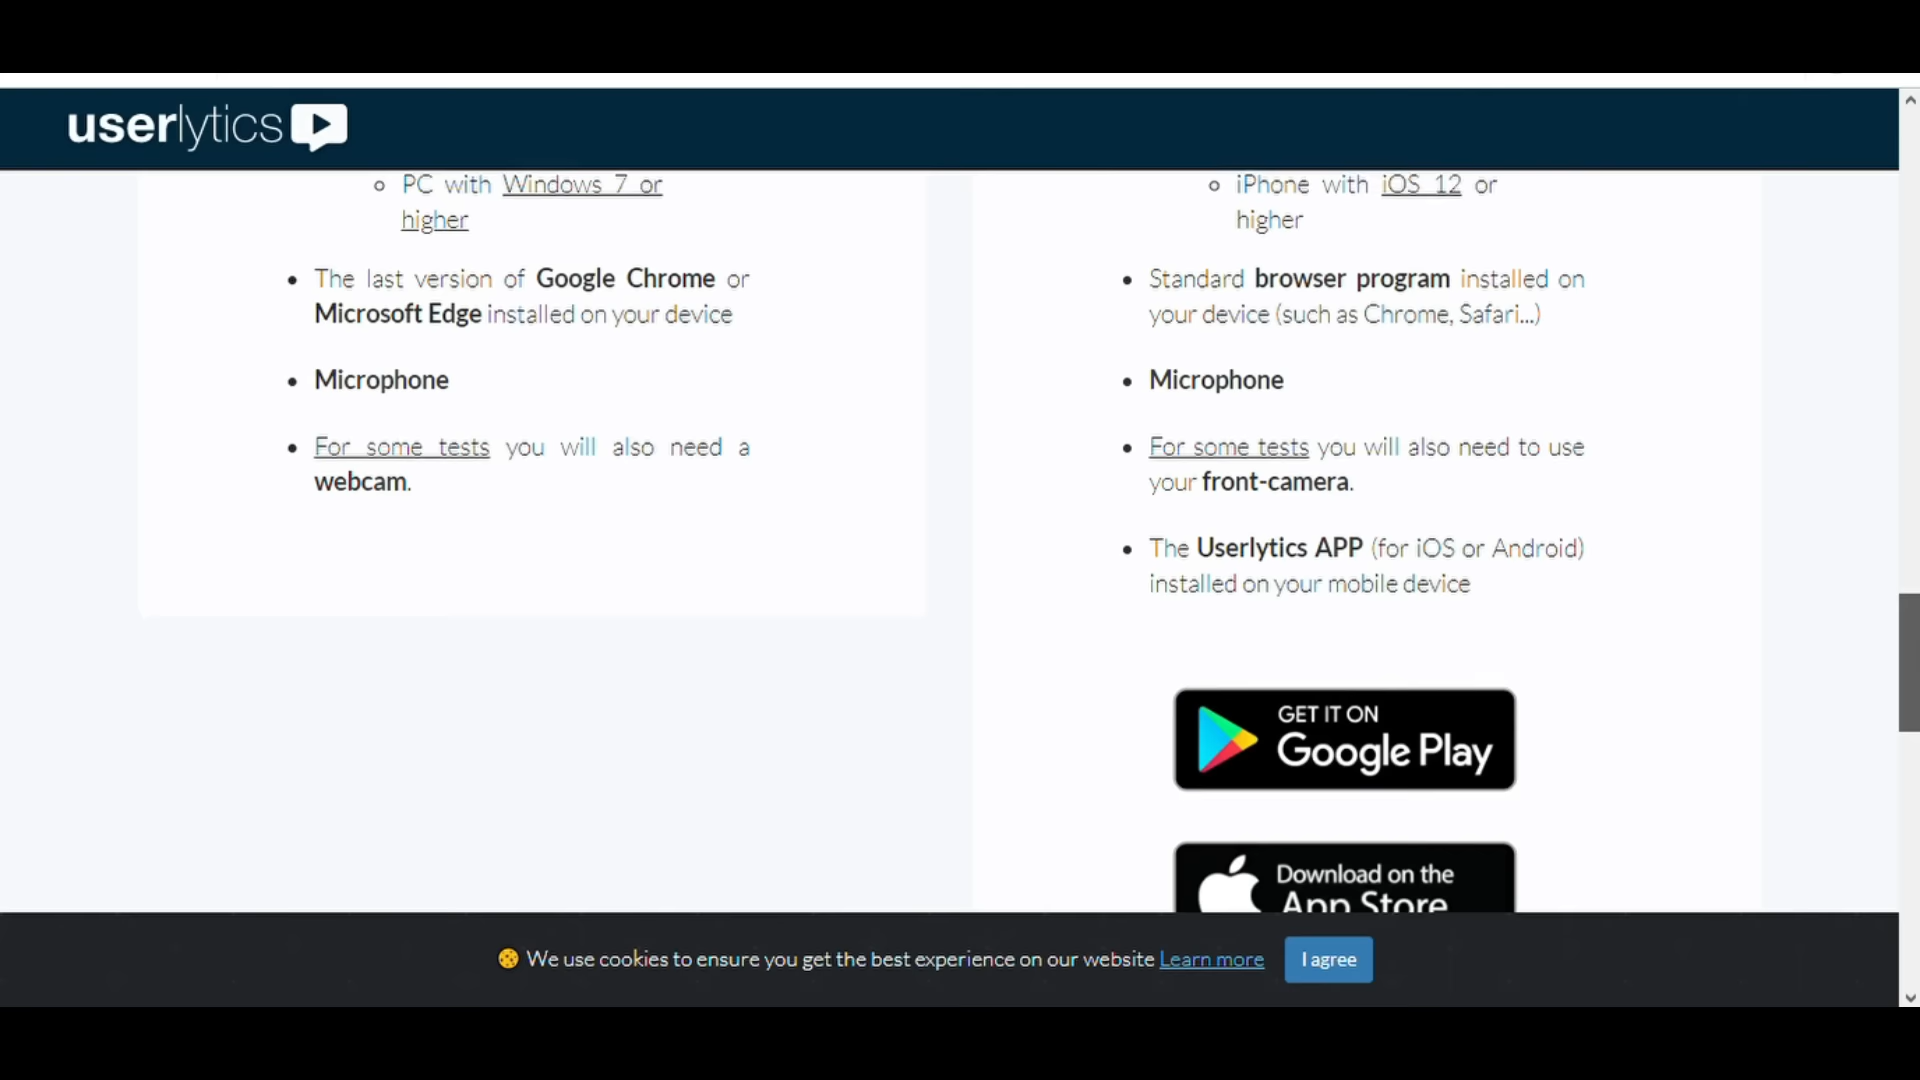 userlytics
PC with Windows 7 or
higher
The last version of Google Chrome or
Microsoft Edge installed on your device
Microphone
For some tests you will also need a
webcam.
iPhone with iOS 12 or
higher
Standard browser program installed on
your device (such as Chrome, Safari...)
Microphone
For some tests you will also need to use
your front-camera.
The Userlytics APP (for iOS or Android)
installed on your mobile device
GET IT ON
Google Play
Download on the
App Store
We use cookies to ensure you get the best experience on our website Learn more I agree